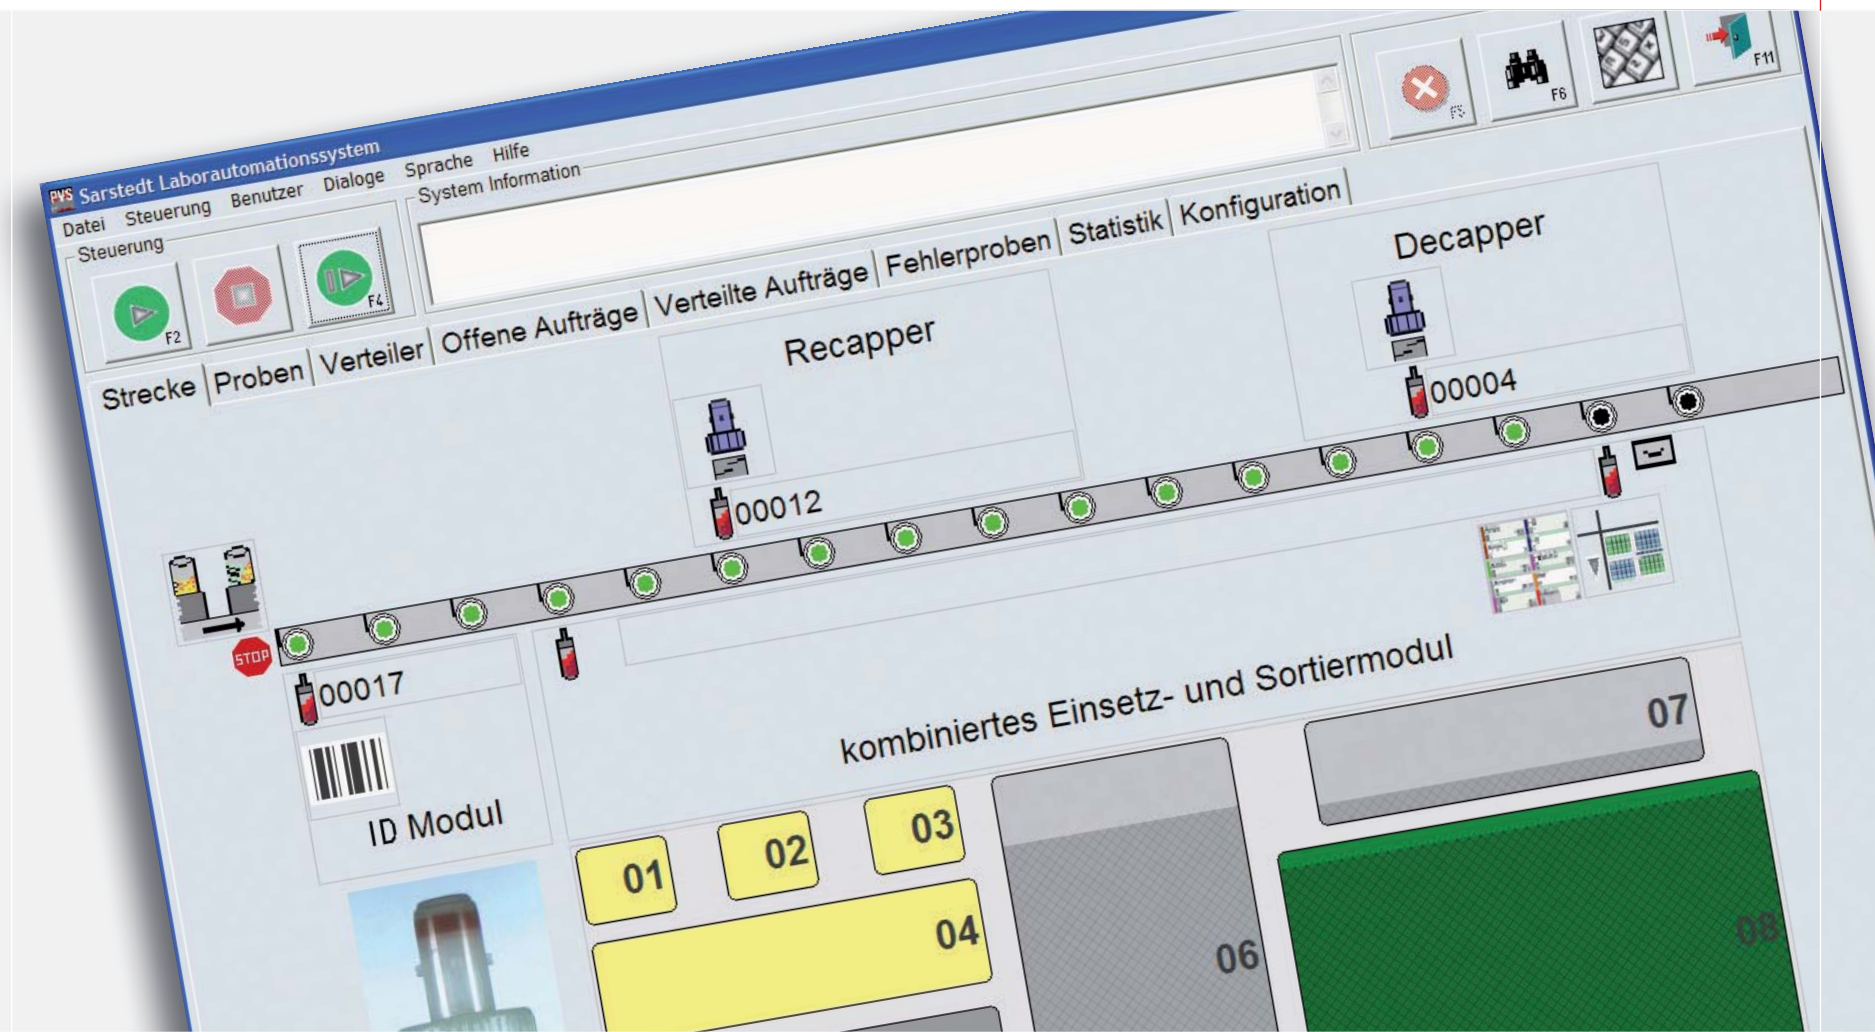 PVS Sarstedt Laborautomationssystem
Datei Steuerung Benutzer Dialoge Sprache Hilfe
Steuerung
System Information
F2
F4
F5
F6
F11
Strecke Proben Verteiler Offene Aufträge Verteilte Aufträge Fehlerproben Statistik Konfiguration
Recapper
Decapper
00012
00004
STOP
00017
ID Modul
kombiniertes Einsetz- und Sortiermodul
01
02
03
04
06
07
08